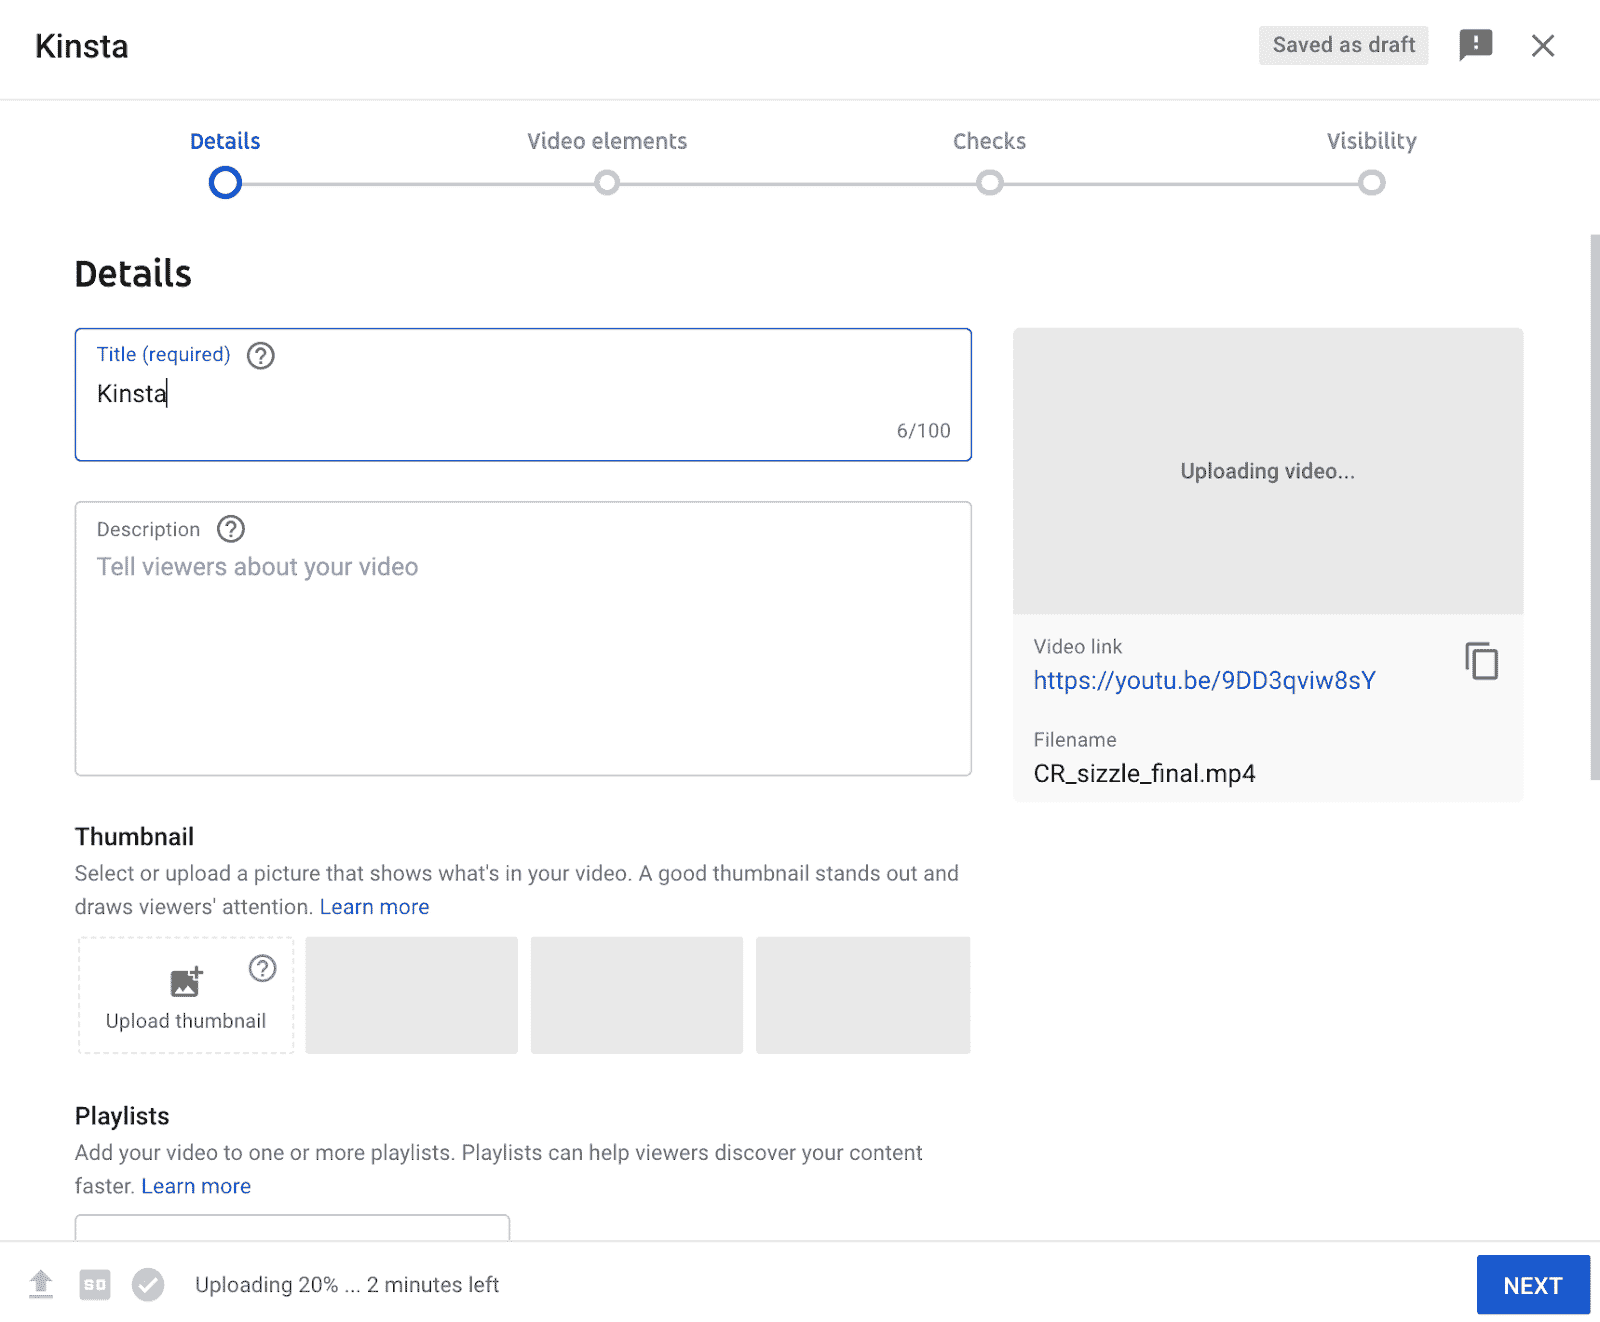 Kinsta
Saved as draft
Details
Video elements
Checks
Visibility
Details
Title (required)
Kinsta
6/100
Description
Tell viewers about your video
Uploading video...
Video link
https://youtu.be/9DD3qviw8sY
Filename
CR_sizzle_final.mp4
Thumbnail
Select or upload a picture that shows what's in your video. A good thumbnail stands out and
draws viewers' attention. Learn more
Upload thumbnail
Playlists
Add your video to one or more playlists. Playlists can help viewers discover your content
faster. Learn more
SD
Uploading 20% ... 2 minutes left
NEXT